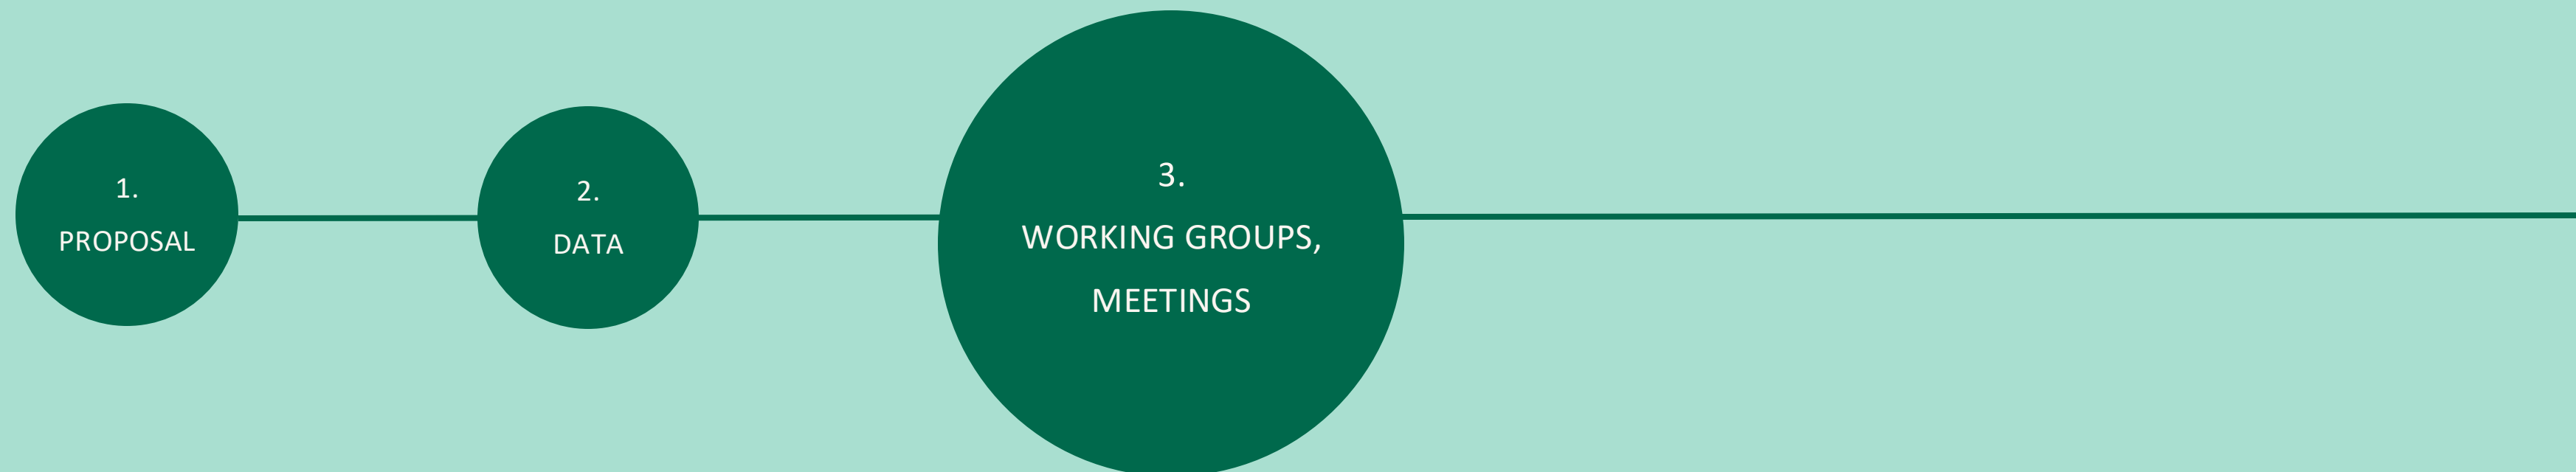 1.
PROPOSAL
2.
DATA
3.
WORKING GROUPS,
MEETINGS